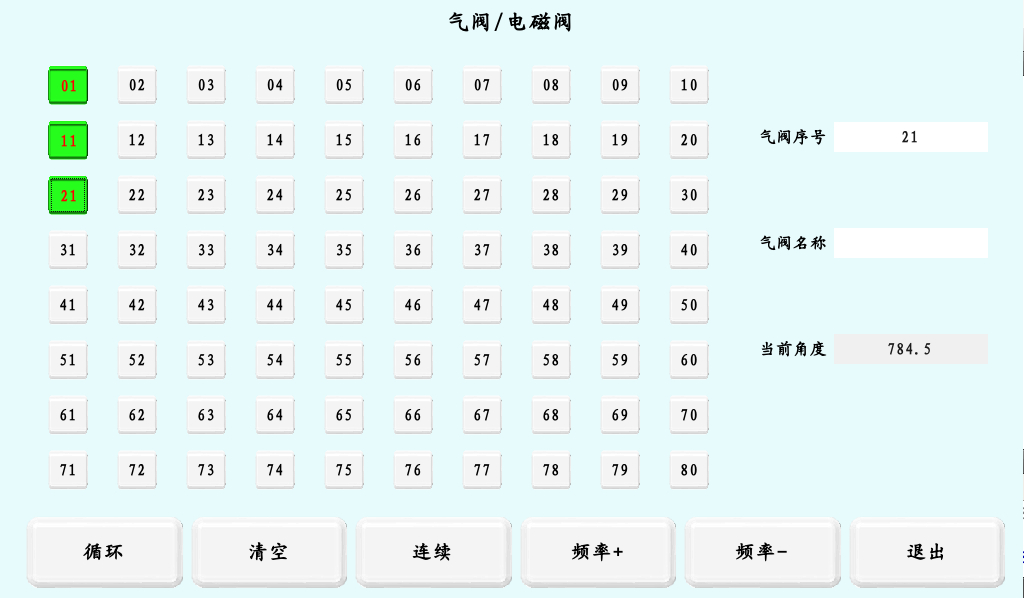 气阀/电磁阀
01 02 03 04 05 06 07 08 09 10
11 12 13 14 15 16 17 18 19 20
气阀序号 21
21 22 23 24 25 26 27 28 29 30
气阀名称
31 32 33 34 35 36 37 38 39 40
41 42 43 44 45 46 47 48 49 50
当前角度 784.5
51 52 53 54 55 56 57 58 59 60
61 62 63 64 65 66 67 68 69 70
71 72 73 74 75 76 77 78 79 80
循环 清空 连续 频率+ 频率- 退出